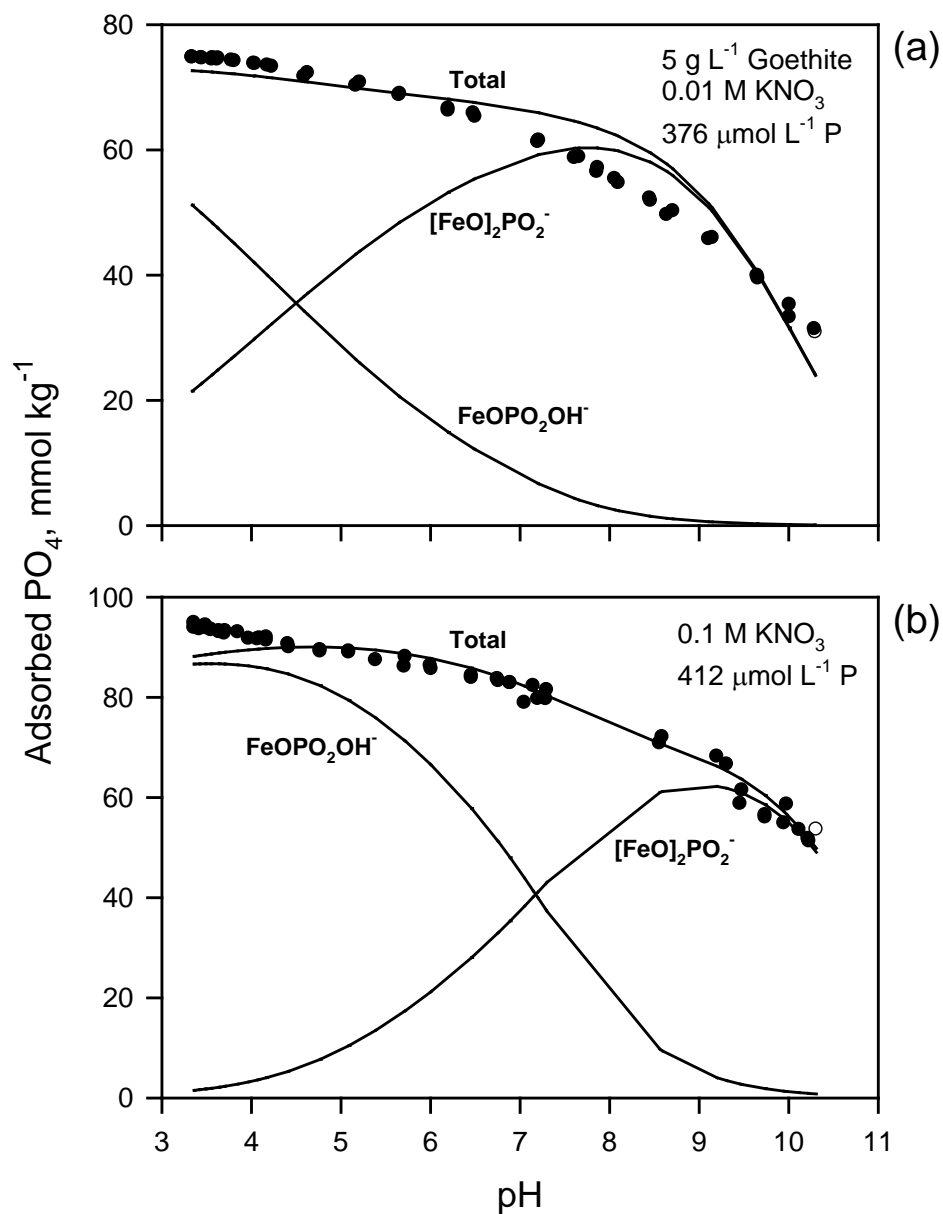 Adsorbed PO₄, mmol kg⁻¹
(a)
80
60
40
20
0
5 g L⁻¹ Goethite
0.01 M KNO₃
376 μmol L⁻¹ P
Total
[FeO]₂PO₂⁻
FeOPO₂OH⁻
(b)
100
80
60
40
20
0
0.1 M KNO₃
412 μmol L⁻¹ P
Total
FeOPO₂OH⁻
[FeO]₂PO₂⁻
3 4 5 6 7 8 9 10 11
pH